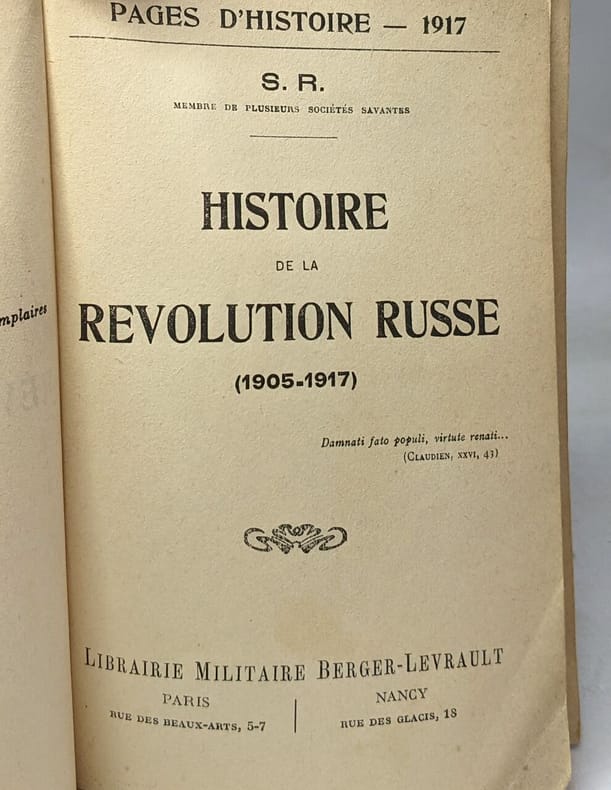 PAGES D'HISTOIRE — 1917
S. R.
MEMBRE DE PLUSIEURS SOCIÉTÉS SAVANTES
HISTOIRE
DE LA
REVOLUTION RUSSE
(1905-1917)
Damnati fato populi, virtute renati...
(CLAUDIEN, XXVI, 43)
LIBRAIRIE MILITAIRE BERGER-LEVRAULT
PARIS
RUE DES BEAUX-ARTS, 5-7
NANCY
RUE DES GLACIS, 18
mplaires